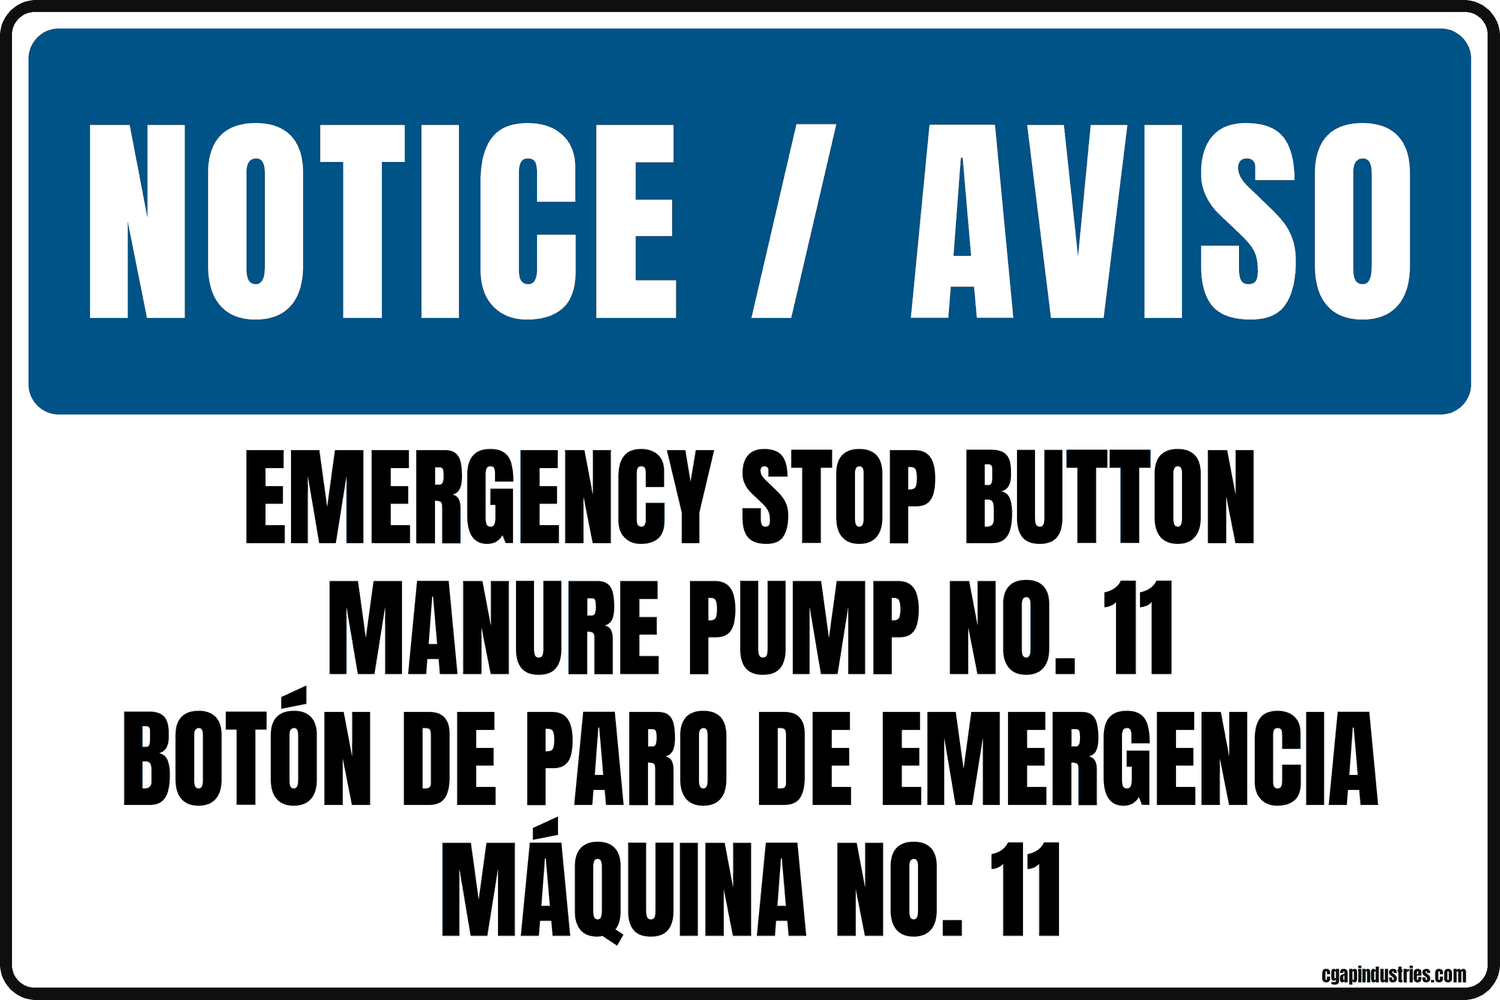 NOTICE / AVISO
EMERGENCY STOP BUTTON
MANURE PUMP NO. 11
BOTÓN DE PARO DE EMERGENCIA
MÁQUINA NO. 11
cgapindustries.com